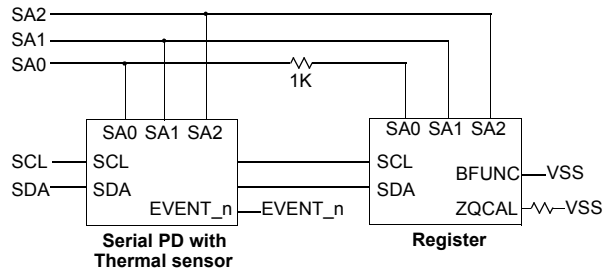 SA2
SA1
SA0
1K
SA0 SA1 SA2
SA0 SA1 SA2
SCL SCL SCL
BFUNC VSS
SDA SDA SDA
EVENT_n EVENT_n
ZQCAL VSS
Serial PD with
Thermal sensor
Register